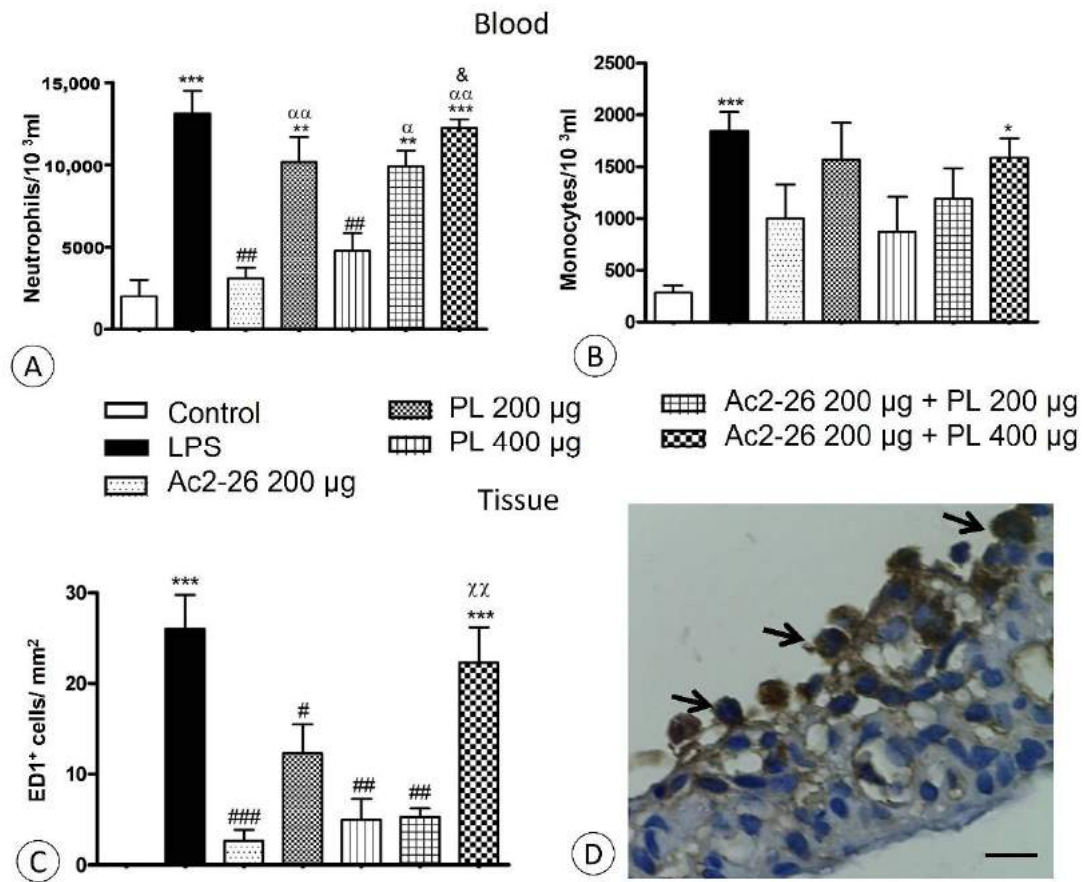 Blood
Neutrophils/10 ³ml
15,000
10,000
5000
0
***
##
αα
**
##
α
**
&
αα
***
A
Monocytes/10 ³ml
2500
2000
1500
1000
500
0
***
*
B
Control
LPS
Ac2-26 200 µg
PL 200 µg
PL 400 µg
Ac2-26 200 µg + PL 200 µg
Ac2-26 200 µg + PL 400 µg
Tissue
ED1⁺ cells/ mm²
30
20
10
0
***
###
#
##
##
χχ
***
C
D